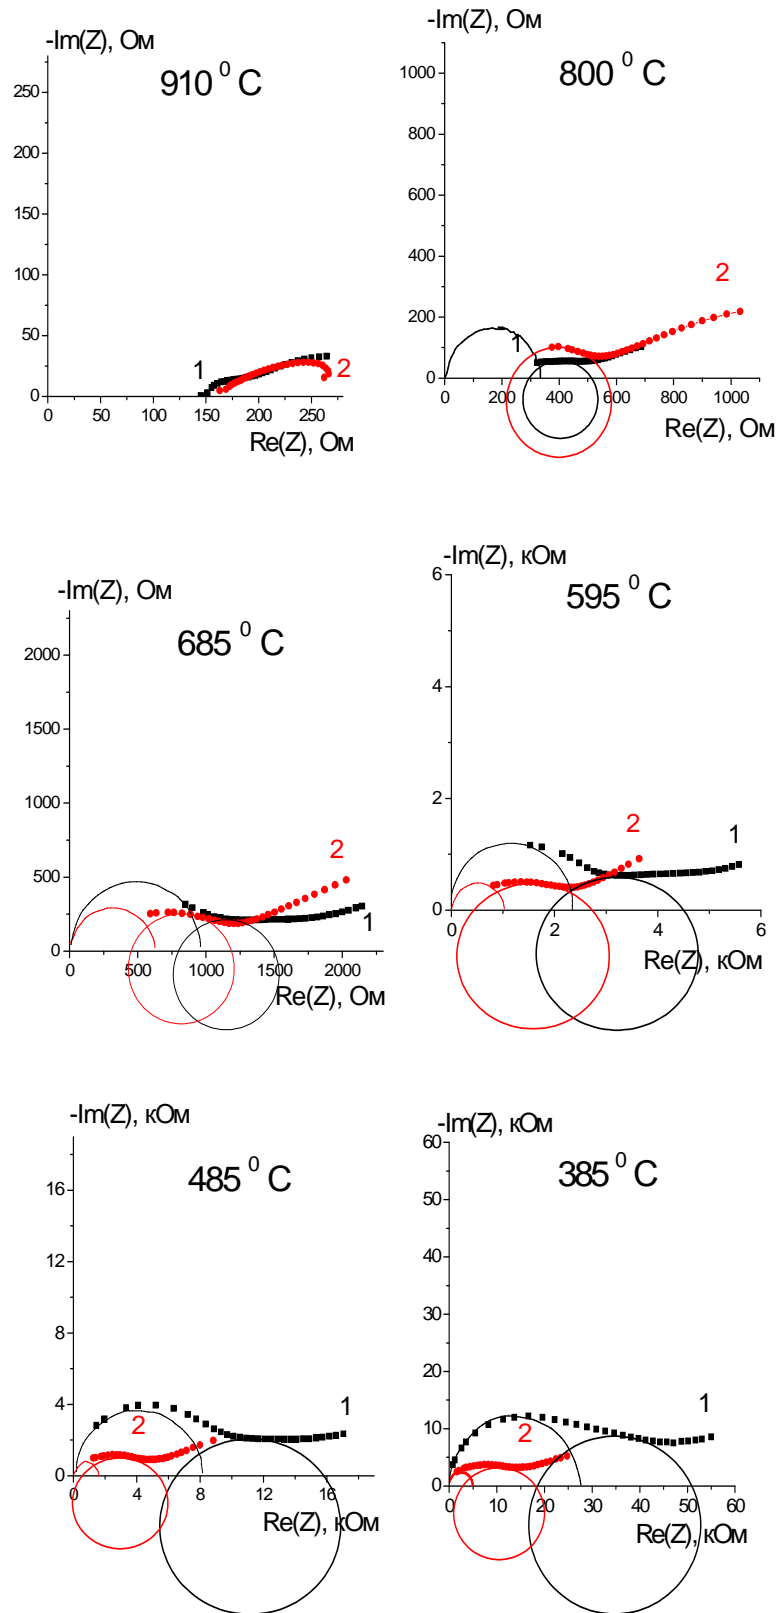 -Im(Z), Ом
910 ⁰ C
250
200
150
100
50
0
1
2
0 50 100 150 200 250
Re(Z), Ом
-Im(Z), Ом
800 ⁰ C
1000
800
600
400
200
0
2
1
1
0 200 400 600 800 1000
Re(Z), Ом
-Im(Z), Ом
685 ⁰ C
2000
1500
1000
500
0
2
1
0 500 1000 1500 2000
Re(Z), Ом
-Im(Z), кОм
595 ⁰ C
6
4
2
0
2
1
0 2 4 6
Re(Z), кОм
-Im(Z), кОм
485 ⁰ C
16
12
8
4
0
2
1
0 4 8 12 16
Re(Z), кОм
-Im(Z), кОм
385 ⁰ C
60
50
40
30
20
10
0
1
2
0 10 20 30 40 50 60
Re(Z), кОм